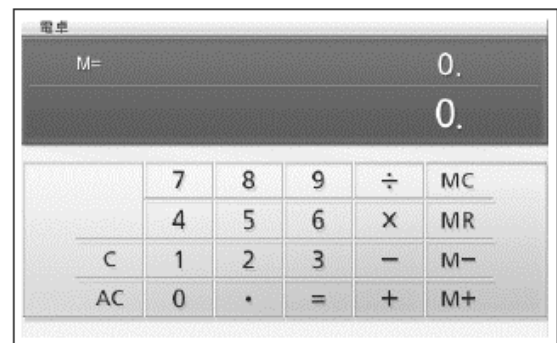 電卓
M= 0.
0.
7 8 9 ÷ MC
4 5 6 × MR
C 1 2 3 − M−
AC 0 • = + M+